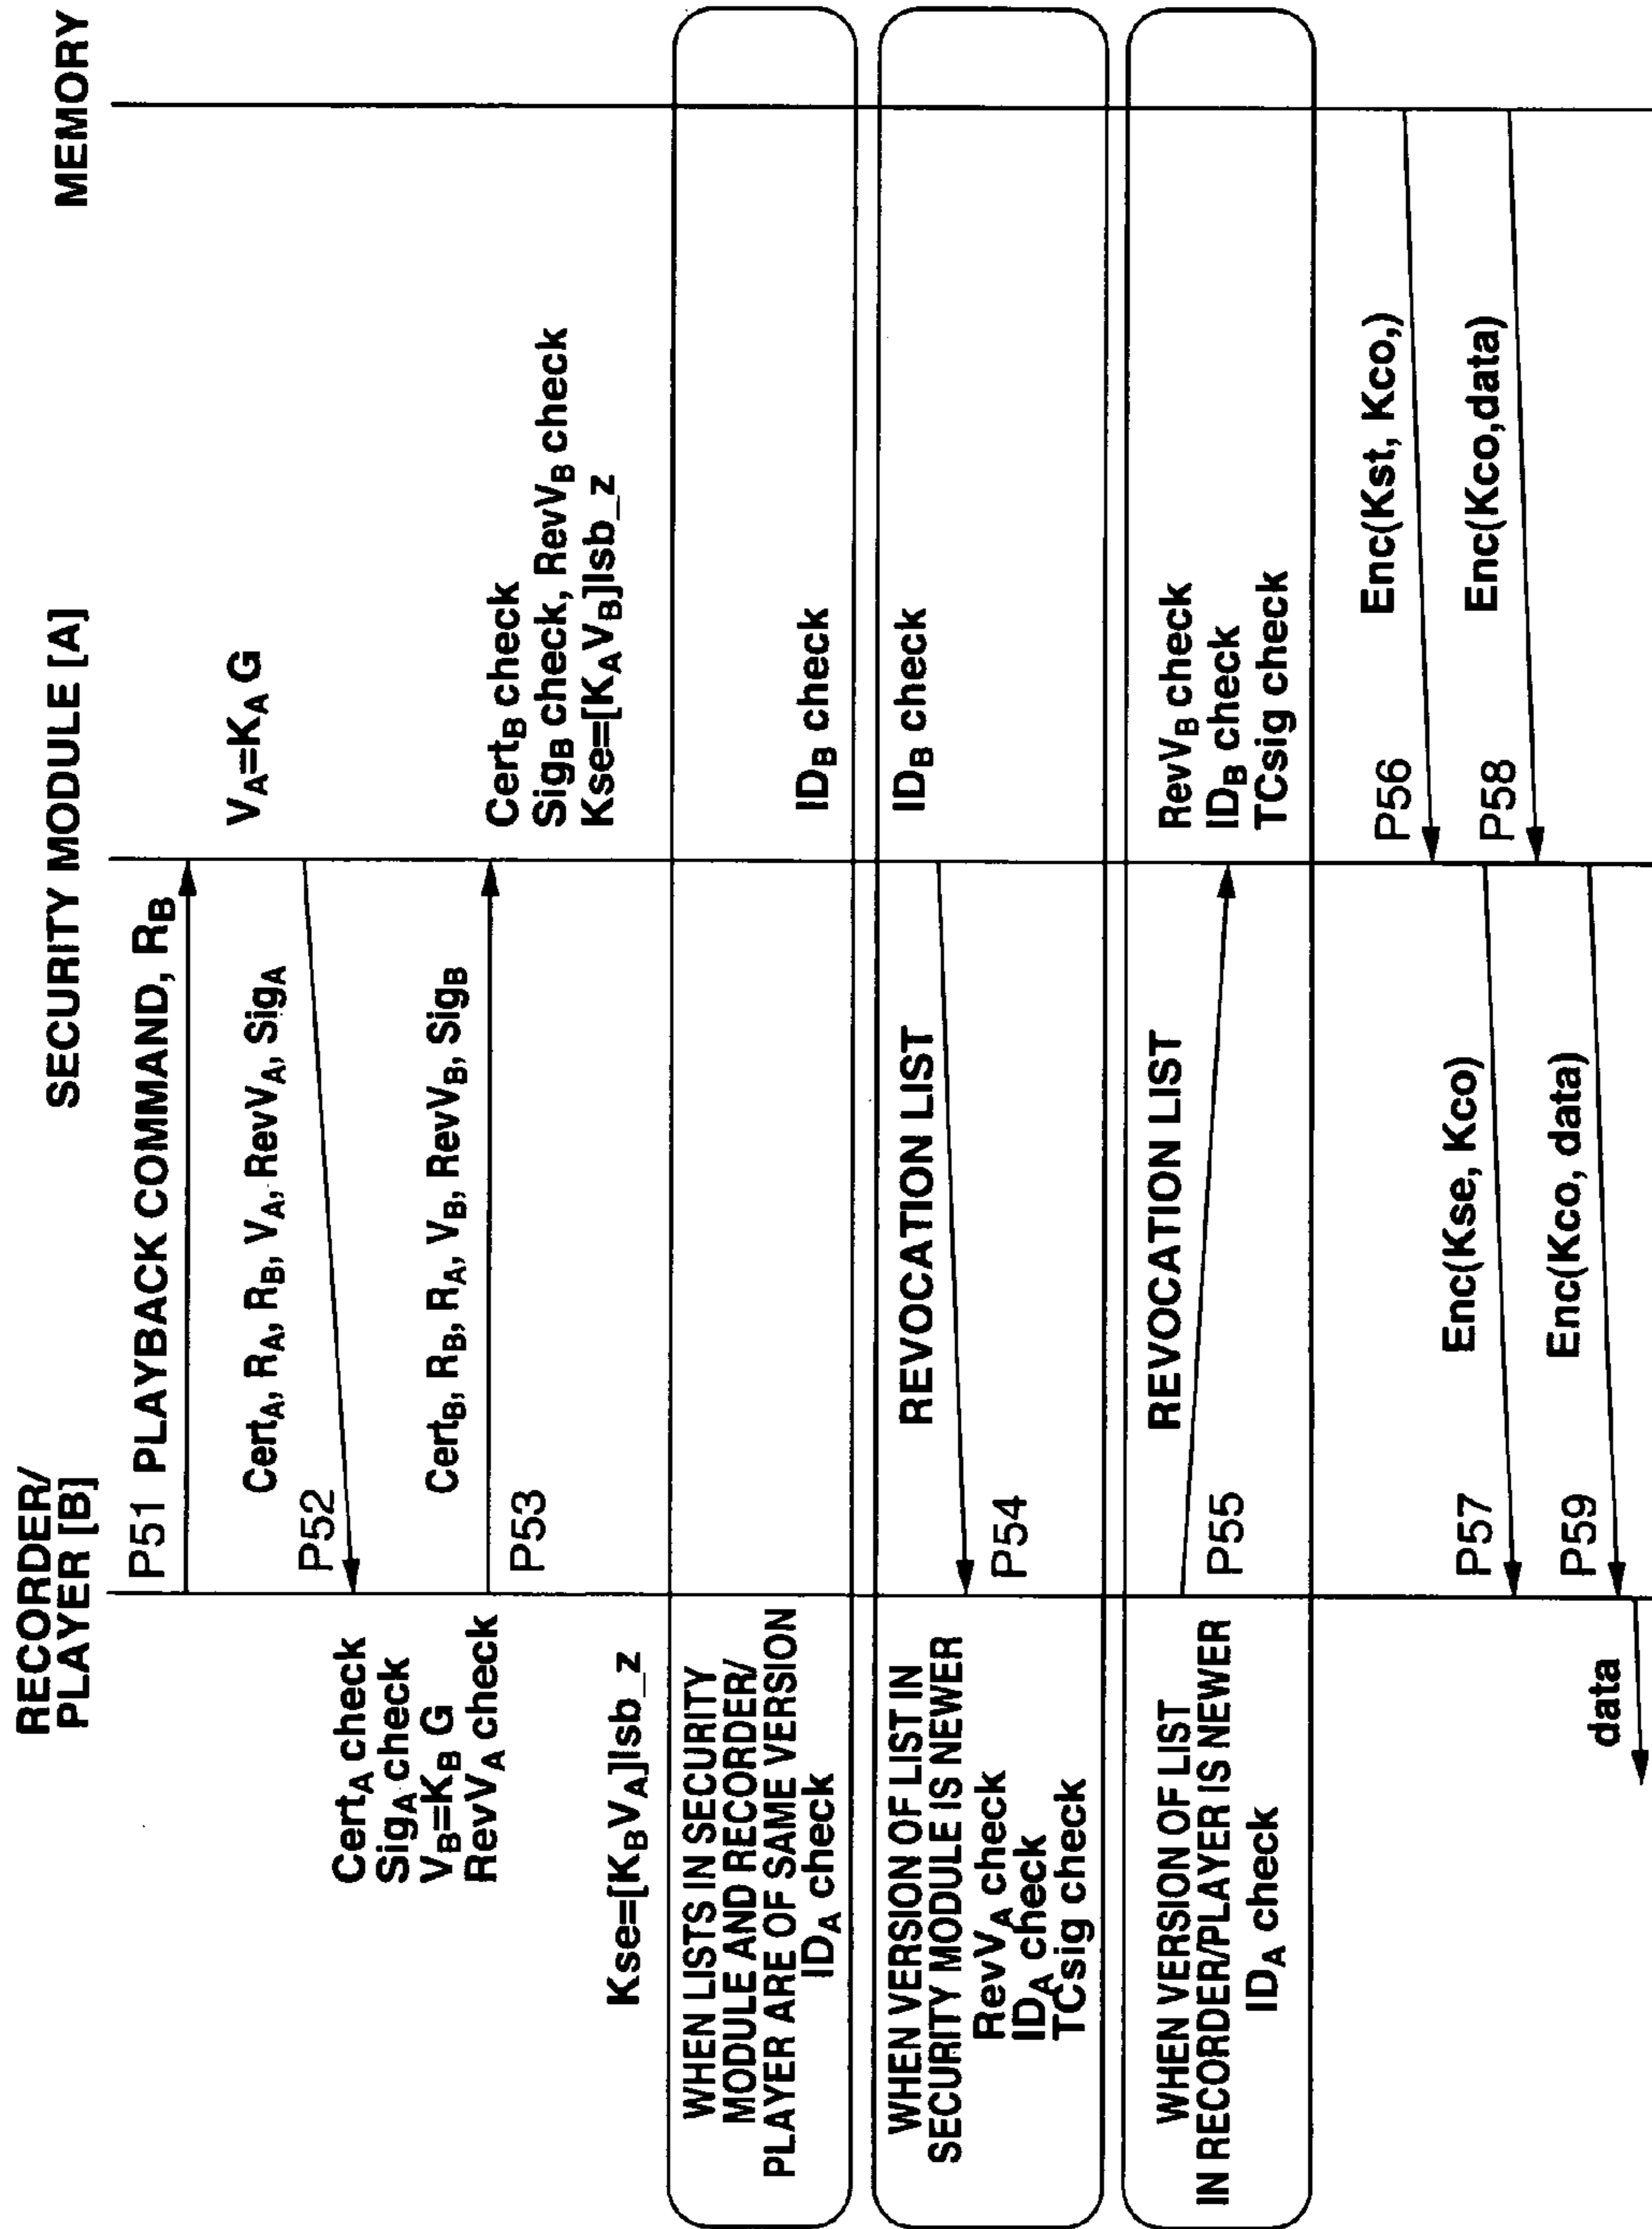 RECORDER/
PLAYER [B]
SECURITY MODULE [A]
MEMORY
P51 PLAYBACK COMMAND, RB
VA=KA G
CertA, RA, RB, VA, RevVA, SigA
P52
CertA check
SigA check
VB=KB G
RevVA check
CertB, RB, RA, VB, RevVB, SigB
P53
CertB check
SigB check, RevVB check
Kse=[KAVB]lsb_z
Kse=[KBVA]lsb_z
WHEN LISTS IN SECURITY
MODULE AND RECORDER/
PLAYER ARE OF SAME VERSION
IDA check
IDB check
WHEN VERSION OF LIST IN
SECURITY MODULE IS NEWER
RevVA check
IDA check
TCsig check
REVOCATION LIST
P54
IDB check
WHEN VERSION OF LIST
IN RECORDER/PLAYER IS NEWER
IDA check
REVOCATION LIST
P55
RevVB check
IDB check
TCsig check
P56
Enc(Kst, Kco,)
Enc(Kse, Kco)
P57
P58
Enc(Kco,data)
Enc(Kco, data)
P59
data